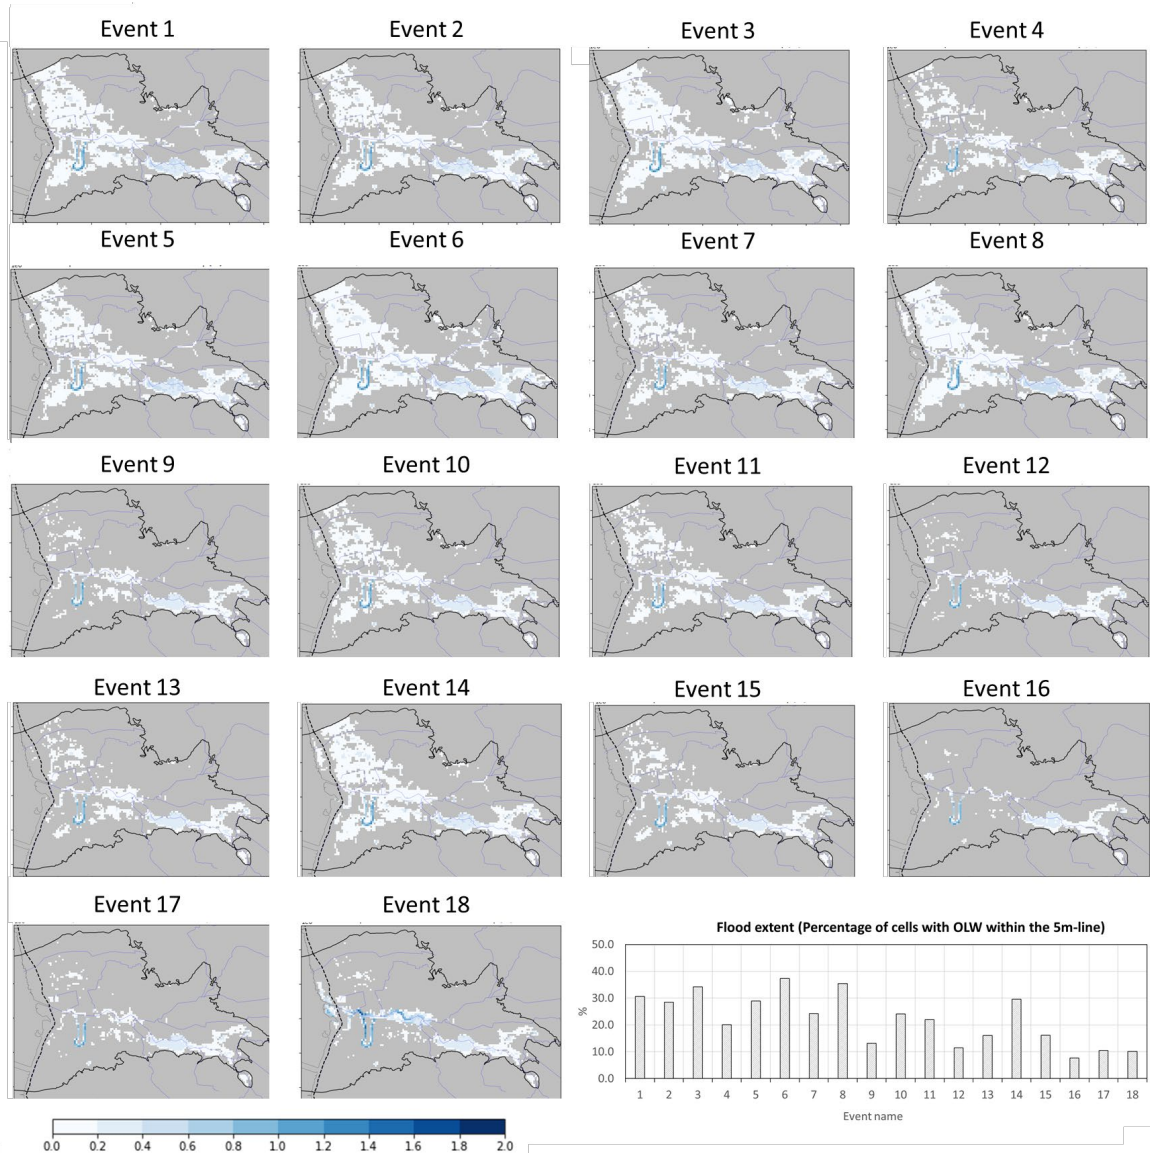 Event 1 Event 2 Event 3 Event 4
Event 5 Event 6 Event 7 Event 8
Event 9 Event 10 Event 11 Event 12
Event 13 Event 14 Event 15 Event 16
Event 17 Event 18
Flood extent (Percentage of cells with OLW within the 5m-line)
50.0
40.0
30.0
20.0
10.0
0.0
%
1 2 3 4 5 6 7 8 9 10 11 12 13 14 15 16 17 18
Event name
0.0 0.2 0.4 0.6 0.8 1.0 1.2 1.4 1.6 1.8 2.0